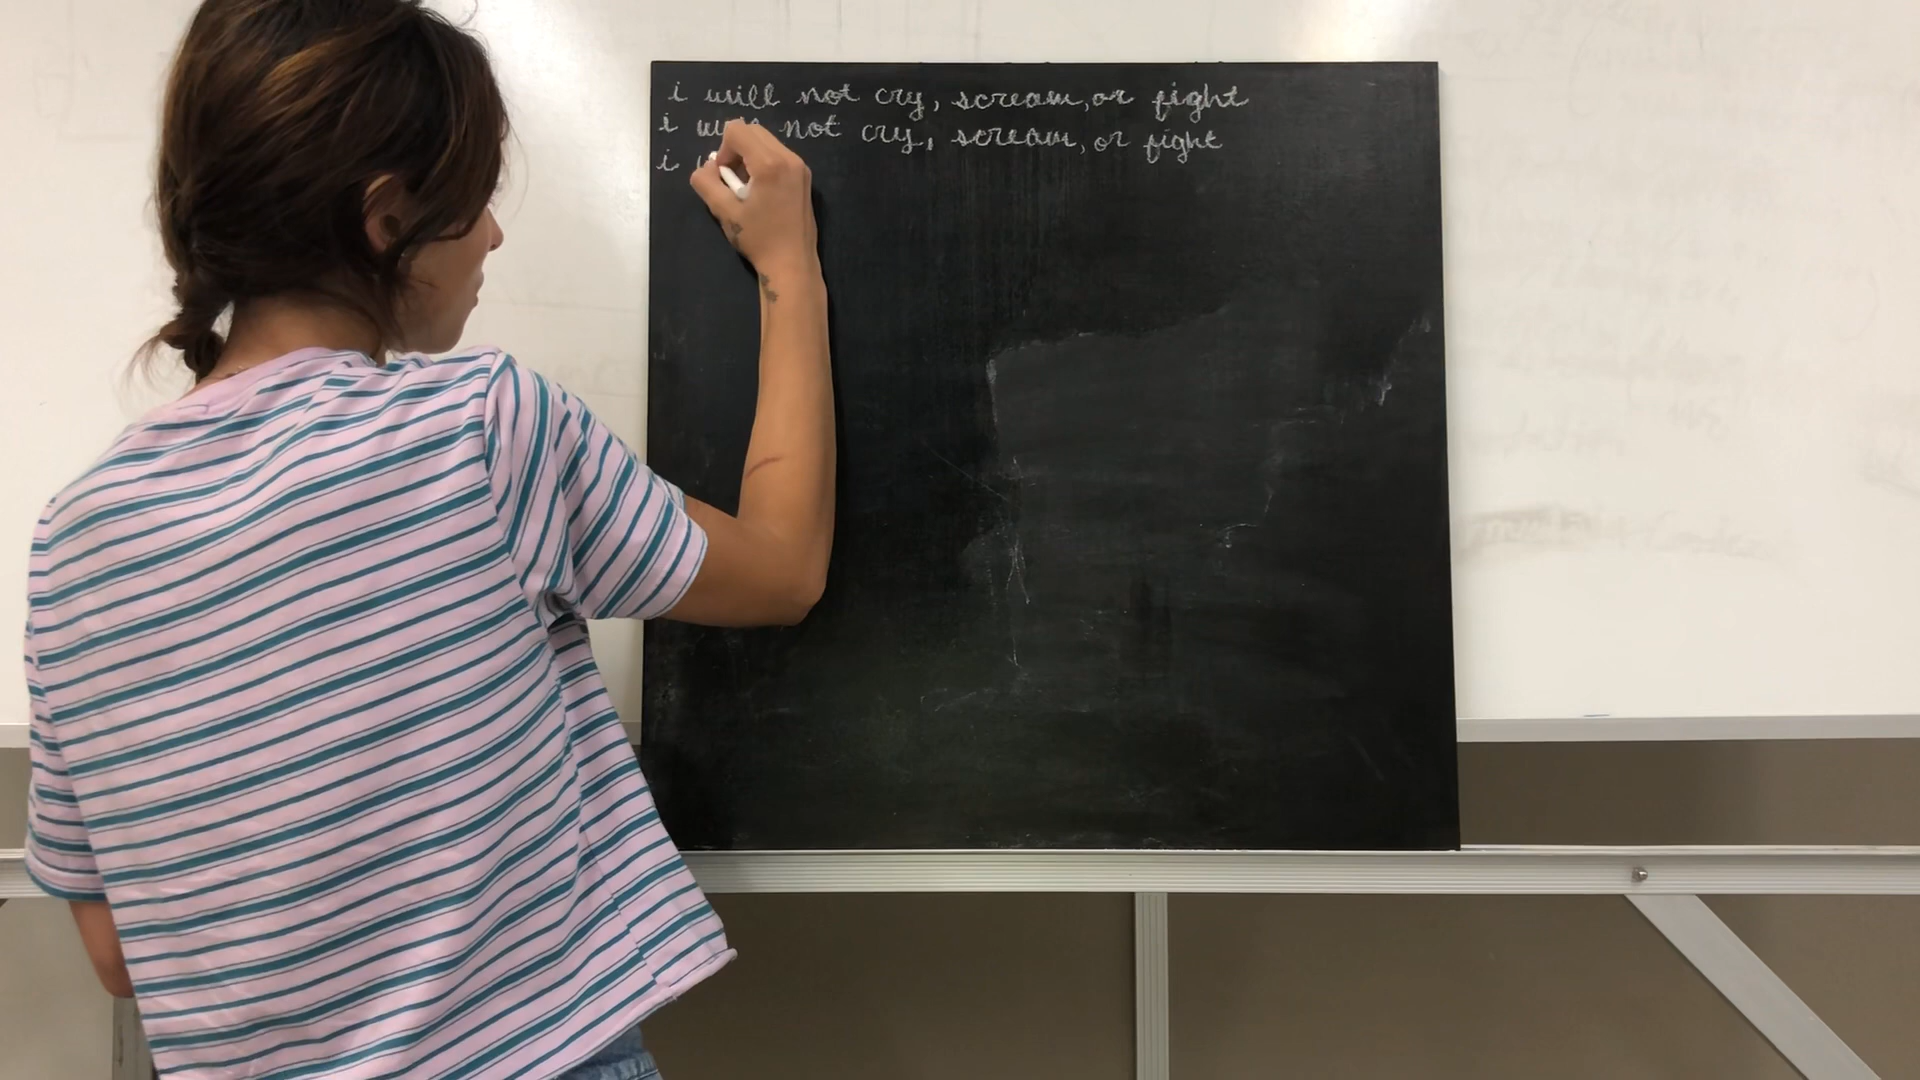 i will not cry, scream, or fight
i will not cry, scream, or fight
i w